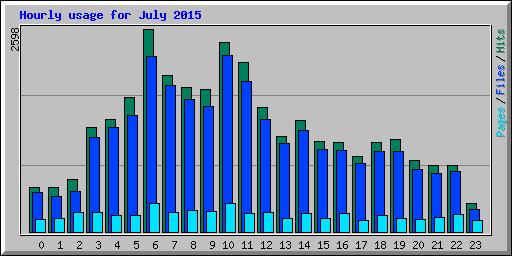 Hourly usage for July 2015
2598
Pages / Files / Hits
0 1 2 3 4 5 6 7 8 9 10 11 12 13 14 15 16 17 18 19 20 21 22 23